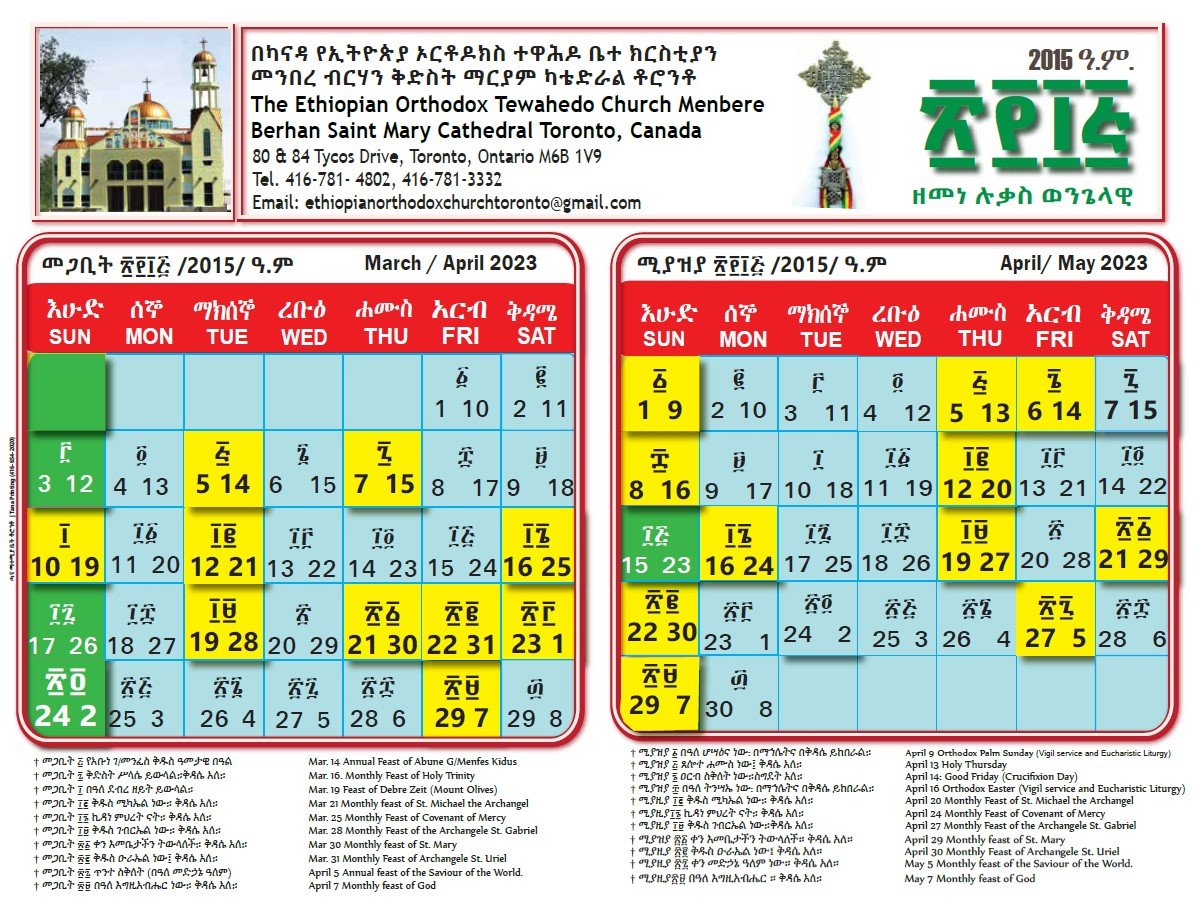 በካናዳ የኢትዮጵያ ኦርቶዶክስ ተዋሕዶ ቤተ ክርስቲያን
መንበረ ብርሃን ቅድስት ማርያም ካቴድራል ቶሮንቶ
The Ethiopian Orthodox Tewahedo Church Menbere
Berhan Saint Mary Cathedral Toronto, Canada
80 & 84 Tycos Drive, Toronto, Ontario M6B 1V9
Tel. 416-781- 4802, 416-781-3332
Email: ethiopianorthodoxchurchtoronto@gmail.com
2015 ዓ.ም.
፳፻፲፭
ዘመነ ሉቃስ ወንጌላዊ
መጋቢት ፳፻፲፭ /2015/ ዓ.ም March / April 2023
እሁድ ሰኞ ማክሰኞ ረቡዕ ሐሙስ አርብ ቅዳሜ
SUN MON TUE WED THU FRI SAT
፩ ፪
1 10 2 11
፫ ፬ ፭ ፮ ፯ ፰ ፱
3 12 4 13 5 14 6 15 7 15 8 17 9 18
፲ ፲፩ ፲፪ ፲፫ ፲፬ ፲፭ ፲፮
10 19 11 20 12 21 13 22 14 23 15 24 16 25
፲፯ ፲፰ ፲፱ ፳ ፳፩ ፳፪ ፳፫
17 26 18 27 19 28 20 29 21 30 22 31 23 1
፳፬ ፳፭ ፳፮ ፳፯ ፳፰ ፳፱ ፴
24 2 25 3 26 4 27 5 28 6 29 7 29 8
ሚያዝያ ፳፻፲፭ /2015/ ዓ.ም April/ May 2023
እሁድ ሰኞ ማክሰኞ ረቡዕ ሐሙስ አርብ ቅዳሜ
SUN MON TUE WED THU FRI SAT
፩ ፪ ፫ ፬ ፭ ፮ ፯
1 9 2 10 3 11 4 12 5 13 6 14 7 15
፰ ፱ ፲ ፲፩ ፲፪ ፲፫ ፲፬
8 16 9 17 10 18 11 19 12 20 13 21 14 22
፲፭ ፲፮ ፲፯ ፲፰ ፲፱ ፳ ፳፩
15 23 16 24 17 25 18 26 19 27 20 28 21 29
፳፪ ፳፫ ፳፬ ፳፭ ፳፮ ፳፯ ፳፰
22 30 23 1 24 2 25 3 26 4 27 5 28 6
፳፱ ፴
29 7 30 8
† መጋቢት ፭ የአቡነ ገ/መንፈስ ቅዱስ ዓመታዊ በዓል Mar. 14 Annual Feast of Abune G/Menfes Kidus
† መጋቢት ፯ ቅድስት ሥላሴ ይውላል።ቅዳሴ አለ። Mar. 16. Monthly Feast of Holy Trinity
† መጋቢት ፲ በዓለ ደብረ ዘይት ይውላል። Mar. 19 Feast of Debre Zeit (Mount Olives)
† መጋቢት ፲፪ ቅዱስ ሚካኤል ነው። ቅዳሴ አለ። Mar 21 Monthly Feast of St. Michael the Archangel
† መጋቢት ፲፮ ኪዳነ ምህረት ናት። ቅዳሴ አለ። Mar. 25 Monthly Feast of Covenant of Mercy
† መጋቢት ፲፱ ቅዱስ ገብርኤል ነው። ቅዳሴ አለ። Mar. 28 Monthly Feast of the Archangele St. Gabriel
† መጋቢት ፳፩ ቀን እመቤታችን ትውላለች። ቅዳሴ አለ። Mar 30 Monthly Feast of St. Mary
† መጋቢት ፳፪ ቅዱስ ዑራኤል ነው፤ ቅዳሴ አለ። Mar. 31 Monthly Feast of Archangele St. Uriel
† መጋቢት ፳፯ ጥንተ ስቅለት (በዓለ መድኃኔ ዓለም) April 5 Annual feast of the Saviour of the World.
† መጋቢት ፳፱ በዓለ እግዚአብሔር ነው። ቅዳሴ አለ። April 7 Monthly feast of God
† ሚያዝያ ፩ በዓለ ሆሣዕና ነው፡ በማኅሌትና በቅዳሴ ይከበራል። April 9 Orthodox Palm Sunday (Vigil service and Eucharistic Liturgy)
† ሚያዝያ ፭ ጸሎተ ሐሙስ ነው፤ ቅዳሴ አለ። April 13 Holy Thursday
† ሚያዝያ ፮ ዐርብ ስቅለት ነው።ስግደት አለ። April 14: Good Friday (Crucifixion Day)
† ሚያዝያ ፰ በዓለ ትንሣኤ ነው። በማኅሌትና በቅዳሴ ይከበራል። April 16 Orthodox Easter (Vigil service and Eucharistic Liturgy)
† ሚያዚያ ፲፪ ቅዱስ ሚካኤል ነው። ቅዳሴ አለ። April 20 Monthly Feast of St. Michael the Archangel
† ሚያዚያ፲፮ ኪዳነ ምህረት ናት። ቅዳሴ አለ። April 24 Monthly Feast of Covenant of Mercy
† ሚያዚያ ፲፱ ቅዱስ ገብርኤል ነው።ቅዳሴ አለ። April 27 Monthly Feast of the Archangele St. Gabriel
† ሚያዝያ ፳፩ ቀን እመቤታችን ትውላለች። ቅዳሴ አለ። April 29 Monthly feast of St. Mary
† ሚያዚያ ፳፪ ቅዱስ ዑራኤል ነው፤ ቅዳሴ አለ። April 30 Monthly Feast of Archangele St. Uriel
† ሚያዚያ ፳፯ ቀን መድኃኔ ዓለም ነው። ቅዳሴ አለ። May 5 Monthly feast of the Saviour of the World.
† ሚያዚያ፳፱ በዓለ እግዚአብሔር ። ቅዳሴ አለ። May 7 Monthly feast of God